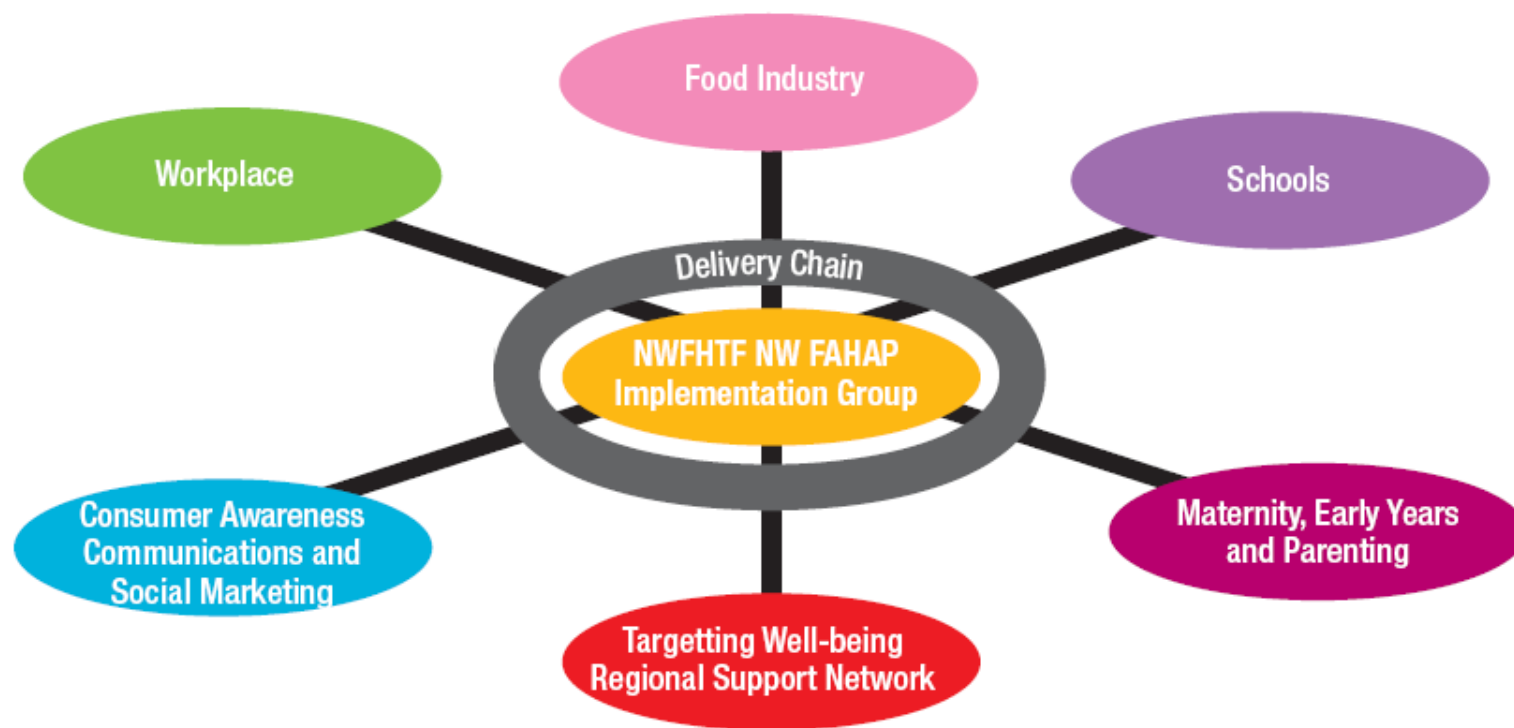 Food Industry
Workplace
Schools
Delivery Chain
NWFHTF NW FAHAP
Implementation Group
Consumer Awareness
Communications and
Social Marketing
Maternity, Early Years
and Parenting
Targetting Well-being
Regional Support Network